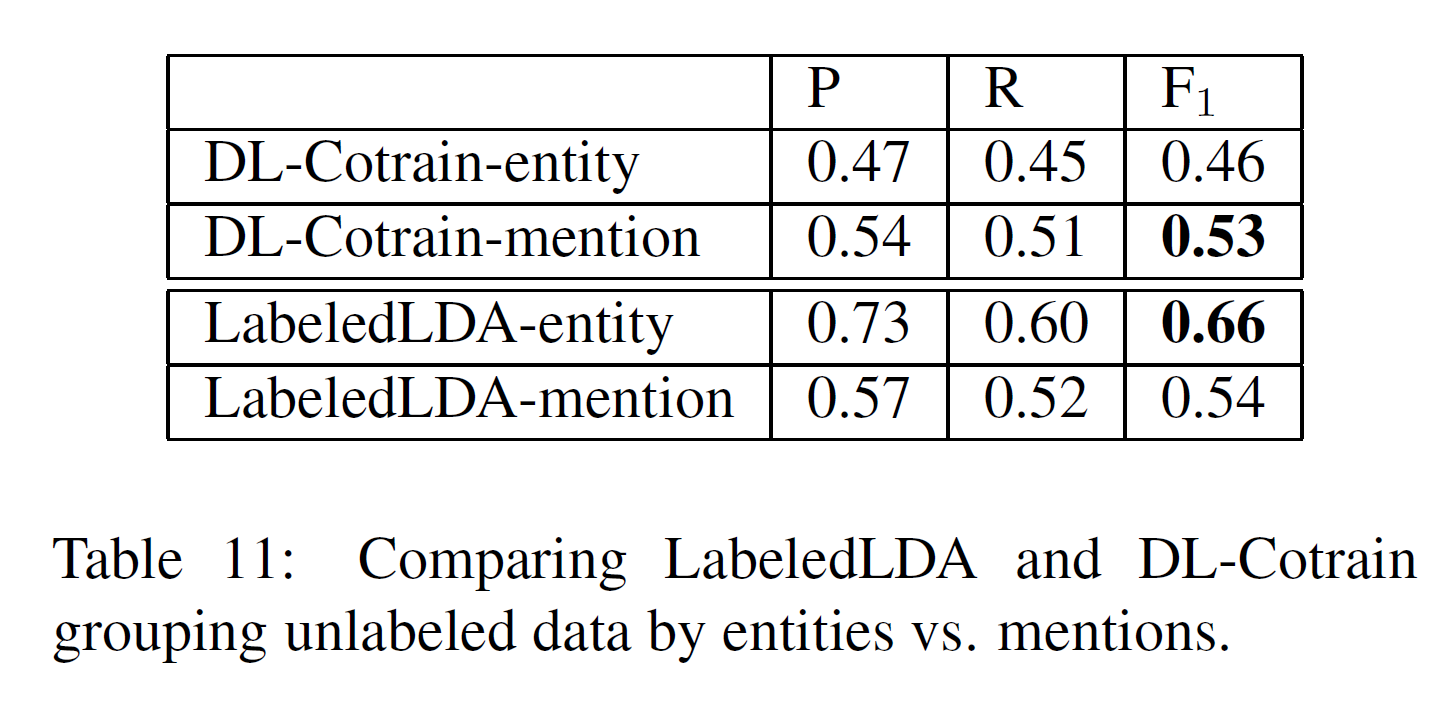 P R F₁
DL-Cotrain-entity 0.47 0.45 0.46
DL-Cotrain-mention 0.54 0.51 0.53
LabeledLDA-entity 0.73 0.60 0.66
LabeledLDA-mention 0.57 0.52 0.54
Table 11: Comparing LabeledLDA and DL-Cotrain
grouping unlabeled data by entities vs. mentions.